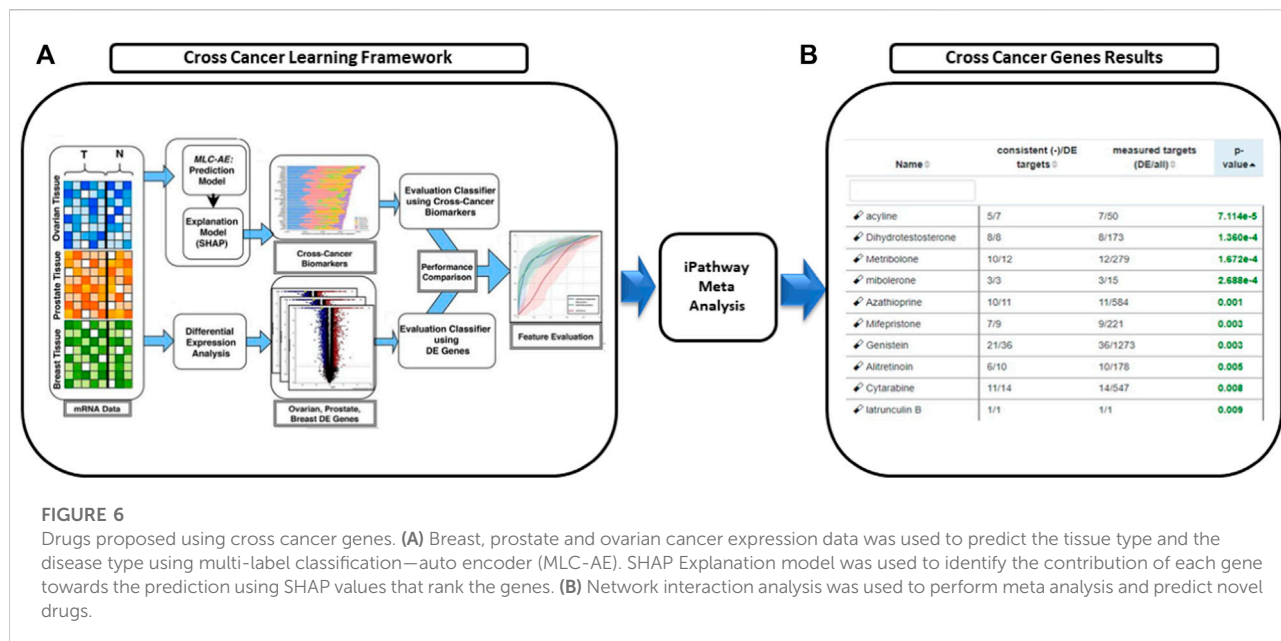 A
Cross Cancer Learning Framework
T N
Ovarian Tissue
Prostate Tissue
Breast Tissue
mRNA Data
MLC-AE:
Prediction
Model
Explanation
Model
(SHAP)
Cross-Cancer
Biomarkers
Differential
Expression
Analysis
Ovarian, Prostate,
Breast DE Genes
Evaluation Classifier
using Cross-Cancer
Biomarkers
Performance
Comparison
Evaluation Classifier
using
DE Genes
Feature Evaluation
iPathway
Meta
Analysis
B
Cross Cancer Genes Results
Name consistent (-)/DE targets measured targets (DE/all) p-value
acyline 5/7 7/50 7.114e-5
Dihydrotestosterone 8/8 8/173 1.360e-4
Metribolone 10/12 12/279 1.672e-4
mibolerone 3/3 3/15 2.688e-4
Azathioprine 10/11 11/584 0.001
Mifepristone 7/9 9/221 0.003
Genistein 21/36 36/1273 0.003
Alitretinoin 6/10 10/178 0.005
Cytarabine 11/14 14/547 0.008
latrunculin B 1/1 1/1 0.009
FIGURE 6
Drugs proposed using cross cancer genes. (A) Breast, prostate and ovarian cancer expression data was used to predict the tissue type and the
disease type using multi-label classification—auto encoder (MLC-AE). SHAP Explanation model was used to identify the contribution of each gene
towards the prediction using SHAP values that rank the genes. (B) Network interaction analysis was used to perform meta analysis and predict novel
drugs.